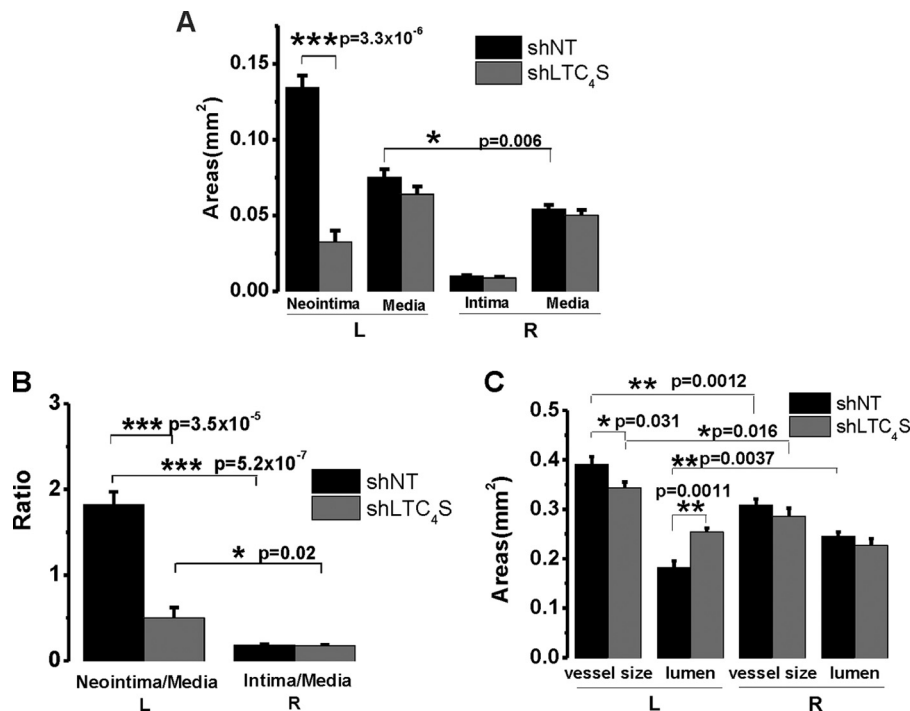 A
*** p=3.3x10⁻⁶
shNT
shLTC₄S
* p=0.006
Areas(mm²)
0.15
0.10
0.05
0.00
Neointima Media Intima Media
L R
B
*** p=3.5x10⁻⁵
*** p=5.2x10⁻⁷
shNT
shLTC₄S
* p=0.02
Ratio
3
2
1
0
Neointima/Media Intima/Media
L R
C
** p=0.0012
shNT
shLTC₄S
* p=0.031
*p=0.016
** p=0.0037
p=0.0011
**
Areas(mm²)
0.5
0.4
0.3
0.2
0.1
0.0
vessel size lumen vessel size lumen
L R